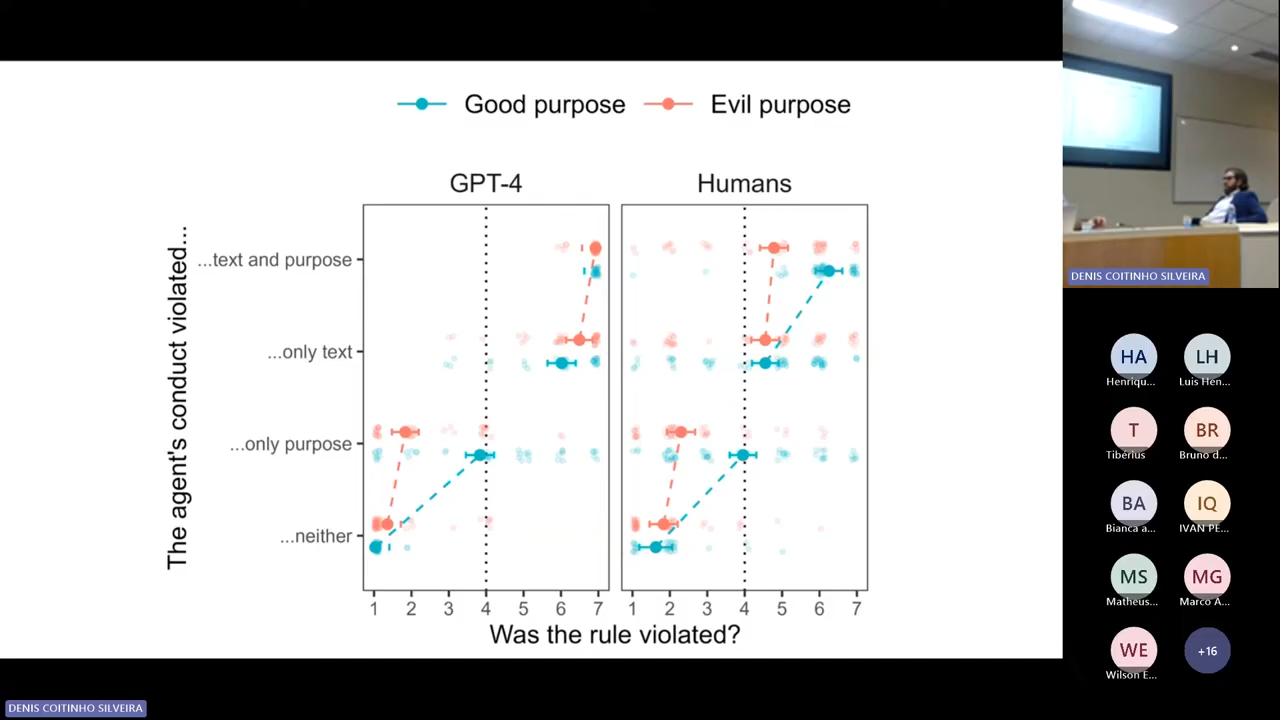 Good purpose Evil purpose
GPT-4 Humans
The agent's conduct violated...
...text and purpose
...only text
...only purpose
...neither
1 2 3 4 5 6 7 1 2 3 4 5 6 7
Was the rule violated?
DENIS COITINHO SILVEIRA
HA LH
Henriqu... Luis Hen...
T BR
Tibérius Bruno d...
BA IQ
Bianca a... IVAN PE...
MS MG
Matheus... Marco A...
WE +16
Wilson E...
DENIS COITINHO SILVEIRA